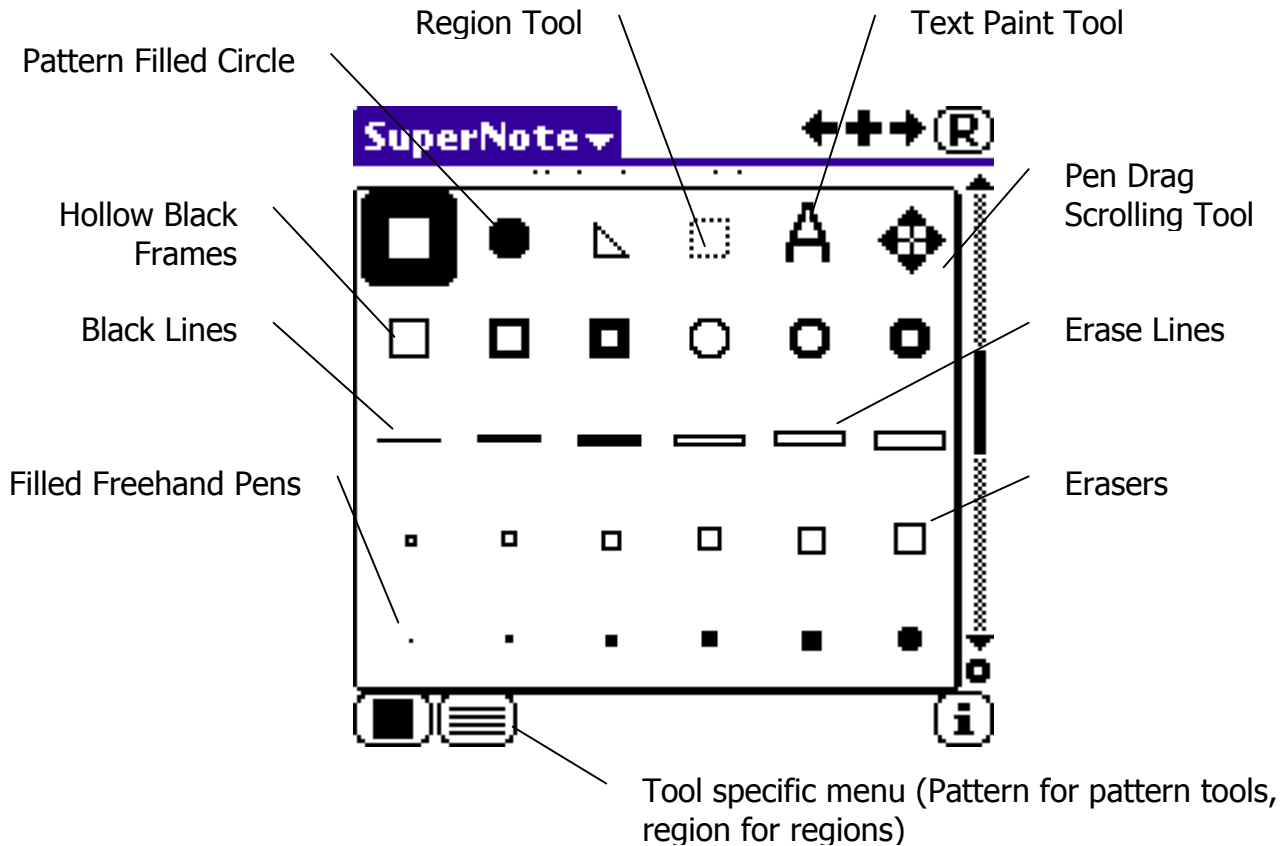 Region Tool
Text Paint Tool
Pattern Filled Circle
SuperNote
R
Pen Drag
Scrolling Tool
Hollow Black
Frames
A
Black Lines
Erase Lines
Filled Freehand Pens
Erasers
i
Tool specific menu (Pattern for pattern tools,
region for regions)